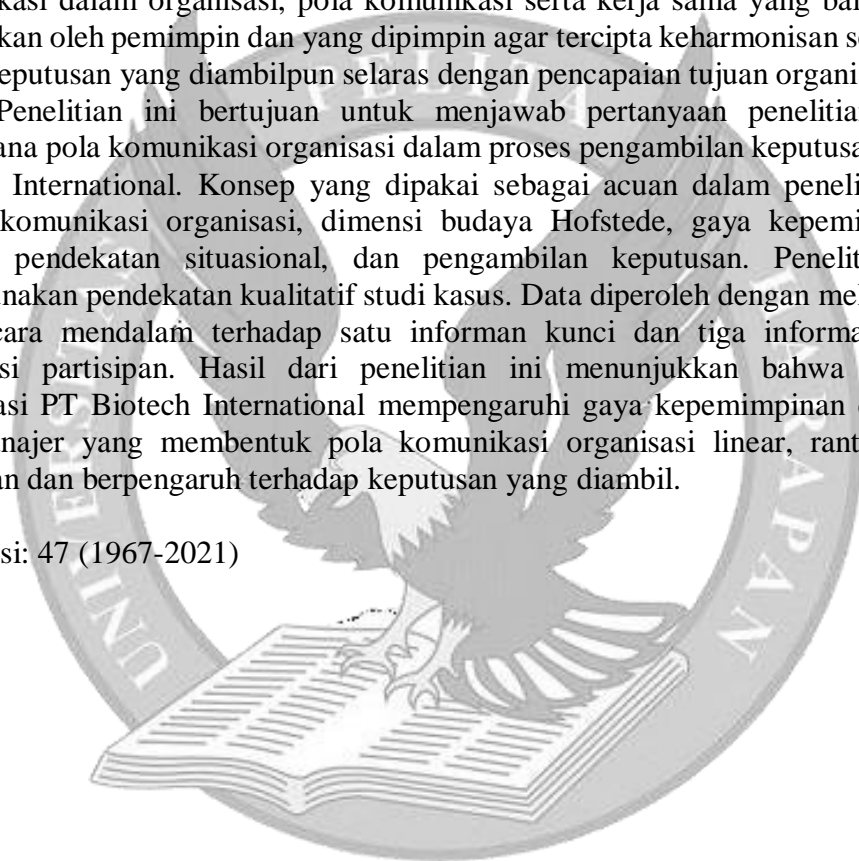 kasi dalam organisasi, pola komunikasi serta kerja sama yang bai
kan oleh pemimpin dan yang dipimpin agar tercipta keharmonisan se
eputusan yang diambilpun selaras dengan pencapaian tujuan organi
Penelitian ini bertujuan untuk menjawab pertanyaan penelitia
ana pola komunikasi organisasi dalam proses pengambilan keputusa
International. Konsep yang dipakai sebagai acuan dalam peneli
komunikasi organisasi, dimensi budaya Hofstede, gaya kepemi
pendekatan situasional, dan pengambilan keputusan. Penelit
unakan pendekatan kualitatif studi kasus. Data diperoleh dengan mel
cara mendalam terhadap satu informan kunci dan tiga informa
si partisipan. Hasil dari penelitian ini menunjukkan bahwa
asi PT Biotech International mempengaruhi gaya kepemimpinan
najer yang membentuk pola komunikasi organisasi linear, rant
an dan berpengaruh terhadap keputusan yang diambil.
si: 47 (1967-2021)
UNIVERSITAS PELITA HARAPAN